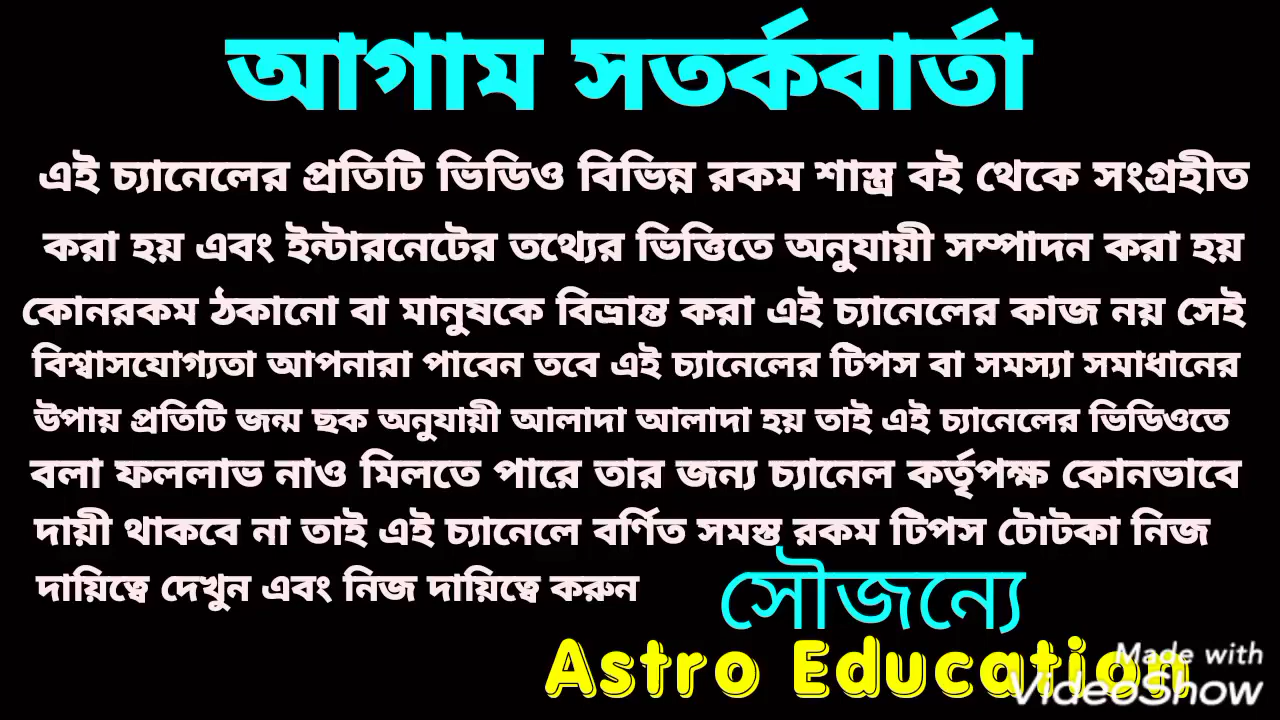 আগাম সতর্কবার্তা
এই চ্যানেলের প্রতিটি ভিডিও বিভিন্ন রকম শাস্ত্র বই থেকে সংগ্রহীত
করা হয় এবং ইন্টারনেটের তথ্যের ভিত্তিতে অনুযায়ী সম্পাদন করা হয়
কোনরকম ঠকানো বা মানুষকে বিভ্রান্ত করা এই চ্যানেলের কাজ নয় সেই
বিশ্বাসযোগ্যতা আপনারা পাবেন তবে এই চ্যানেলের টিপস বা সমস্যা সমাধানের
উপায় প্রতিটি জন্ম ছক অনুযায়ী আলাদা আলাদা হয় তাই এই চ্যানেলের ভিডিওতে
বলা ফললাভ নাও মিলতে পারে তার জন্য চ্যানেল কর্তৃপক্ষ কোনভাবে
দায়ী থাকবে না তাই এই চ্যানেলে বর্ণিত সমস্ত রকম টিপস টোটকা নিজ
দায়িত্বে দেখুন এবং নিজ দায়িত্বে করুন
সৌজন্যে
Astro Education
Made with
VideoShow